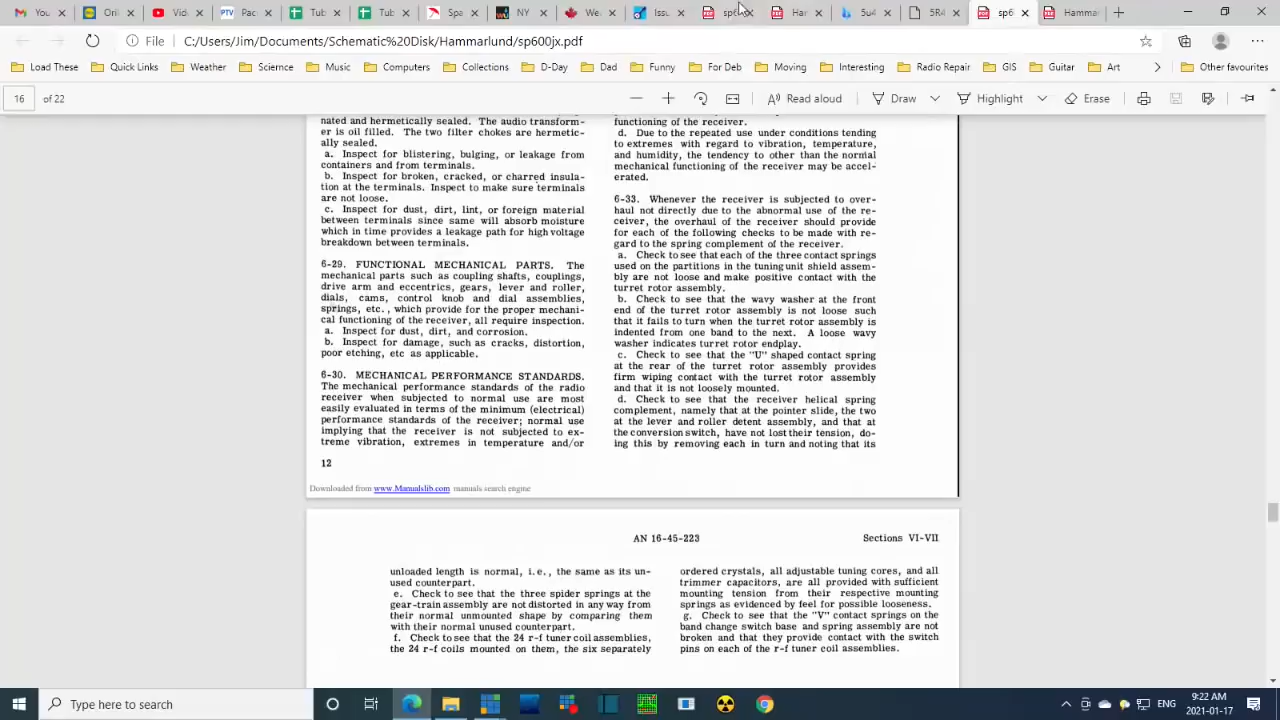 Gil
Onl
You
PTV
Anc
The
Nev
NY
We
Issu
sp6
Har
Sup
S-R
sp6
Har
File C:/Users/Jim/Documents/Schematic%20Disk/Hammarlund/sp600jx.pdf
Load These Quick Links Weather Science Music Computers Collections D-Day Dad Funny For Deb Moving Interesting Radio Repair GIS Guitar Art Other favourites
16 of 22 Read aloud Draw Highlight Erase
nated and hermetically sealed. The audio transform-
er is oil filled. The two filter chokes are hermetic-
ally sealed.
a. Inspect for blistering, bulging, or leakage from
containers and from terminals.
b. Inspect for broken, cracked, or charred insula-
tion at the terminals. Inspect to make sure terminals
are not loose.
c. Inspect for dust, dirt, lint, or foreign material
between terminals since same will absorb moisture
which in time provides a leakage path for high voltage
breakdown between terminals.
6-29. FUNCTIONAL MECHANICAL PARTS. The
mechanical parts such as coupling shafts, couplings,
drive arm and eccentrics, gears, lever and roller,
dials, cams, control knob and dial assemblies,
springs, etc., which provide for the proper mechani-
cal functioning of the receiver, all require inspection.
a. Inspect for dust, dirt, and corrosion.
b. Inspect for damage, such as cracks, distortion,
poor etching, etc as applicable.
6-30. MECHANICAL PERFORMANCE STANDARDS.
The mechanical performance standards of the radio
receiver when subjected to normal use are most
easily evaluated in terms of the minimum (electrical)
performance standards of the receiver; normal use
implying that the receiver is not subjected to ex-
treme vibration, extremes in temperature and/or
12
functioning of the receiver.
d. Due to the repeated use under conditions tending
to extremes with regard to vibration, temperature,
and humidity, the tendency to other than the normal
mechanical functioning of the receiver may be accel-
erated.
6-33. Whenever the receiver is subjected to over-
haul not directly due to the abnormal use of the re-
ceiver, the overhaul of the receiver should provide
for each of the following checks to be made with re-
gard to the spring complement of the receiver.
a. Check to see that each of the three contact springs
used on the partitions in the tuning unit shield assem-
bly are not loose and make positive contact with the
turret rotor assembly.
b. Check to see that the wavy washer at the front
end of the turret rotor assembly is not loose such
that it fails to turn when the turret rotor assembly is
indented from one band to the next. A loose wavy
washer indicates turret rotor endplay.
c. Check to see that the "U" shaped contact spring
at the rear of the turret rotor assembly provides
firm wiping contact with the turret rotor assembly
and that it is not loosely mounted.
d. Check to see that the receiver helical spring
complement, namely that at the pointer slide, the two
at the lever and roller detent assembly, and that at
the conversion switch, have not lost their tension, do-
ing this by removing each in turn and noting that its
Downloaded from www.Manualslib.com manuals search engine
AN 16-45-223 Sections VI-VII
unloaded length is normal, i.e., the same as its un-
used counterpart.
e. Check to see that the three spider springs at the
gear-train assembly are not distorted in any way from
their normal unmounted shape by comparing them
with their normal unused counterpart.
f. Check to see that the 24 r-f tuner coil assemblies,
the 24 r-f coils mounted on them, the six separately
ordered crystals, all adjustable tuning cores, and all
trimmer capacitors, are all provided with sufficient
mounting tension from their respective mounting
springs as evidenced by feel for possible looseness.
g. Check to see that the "V" contact springs on the
band change switch base and spring assembly are not
broken and that they provide contact with the switch
pins on each of the r-f tuner coil assemblies.
Type here to search
ENG
9:22 AM
2021-01-17